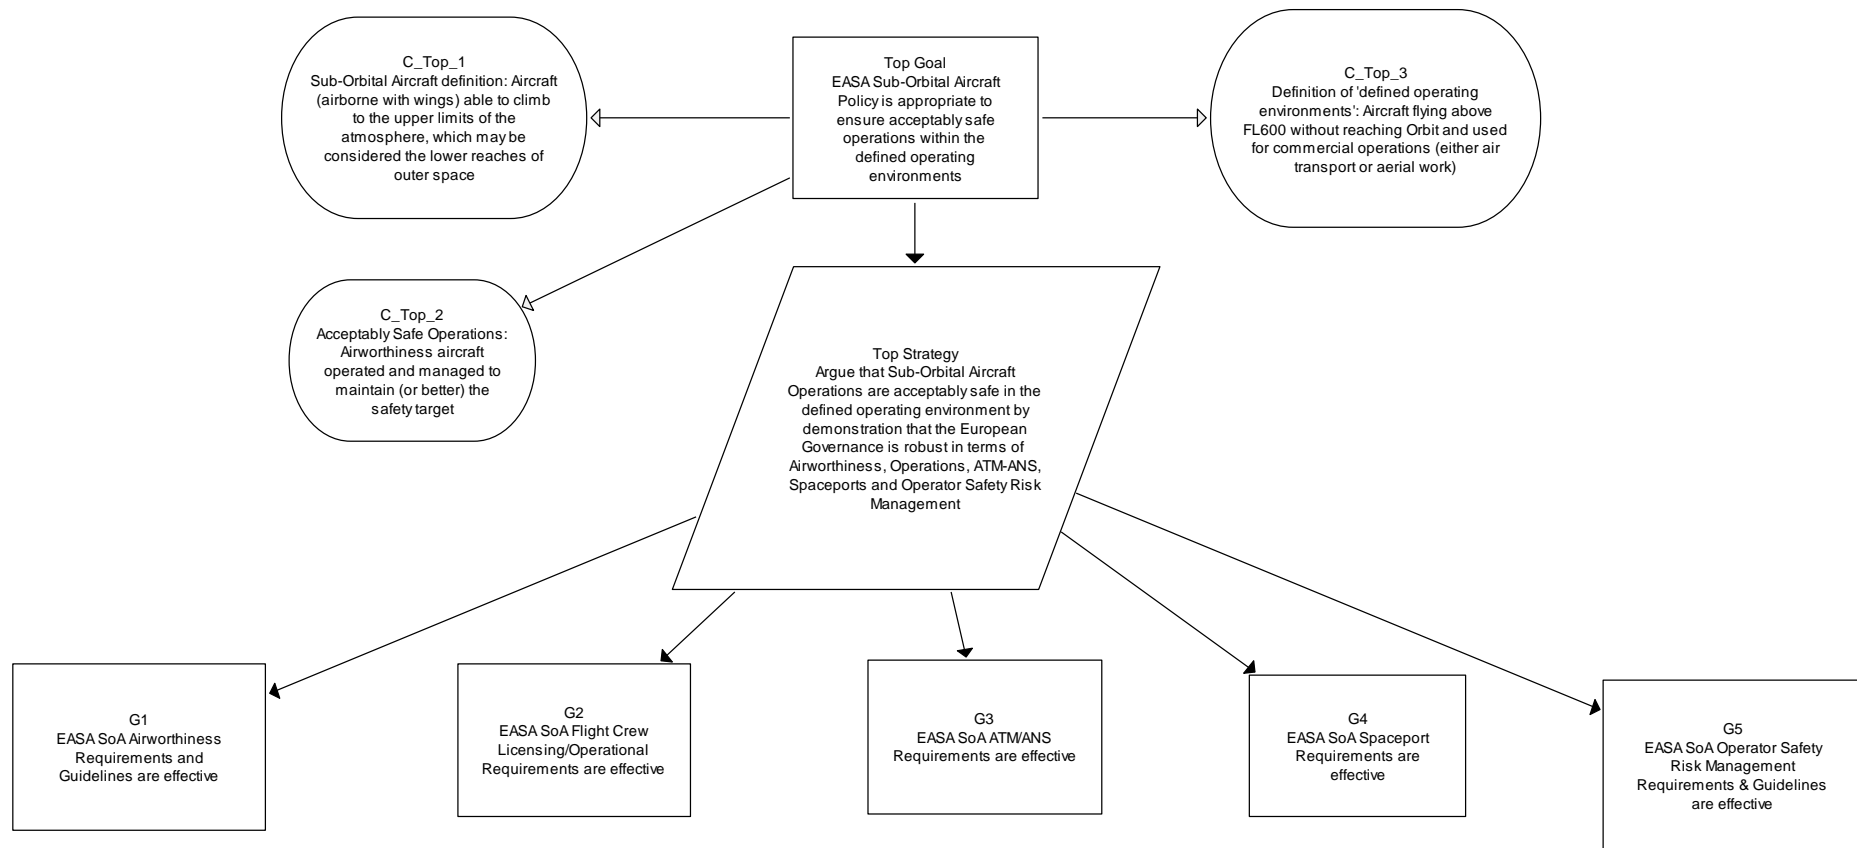 C_Top_1
Sub-Orbital Aircraft definition: Aircraft
(airborne with wings) able to climb
to the upper limits of the
atmosphere, which may be
considered the lower reaches of
outer space
Top Goal
EASA Sub-Orbital Aircraft
Policy is appropriate to
ensure acceptably safe
operations within the
defined operating
environments
C_Top_3
Definition of 'defined operating
environments': Aircraft flying above
FL600 without reaching Orbit and used
for commercial operations (either air
transport or aerial work)
C_Top_2
Acceptably Safe Operations:
Airworthiness aircraft
operated and managed to
maintain (or better) the
safety target
Top Strategy
Argue that Sub-Orbital Aircraft
Operations are acceptably safe in the
defined operating environment by
demonstration that the European
Governance is robust in terms of
Airworthiness, Operations, ATM-ANS,
Spaceports and Operator Safety Risk
Management
G1
EASA SoA Airworthiness
Requirements and
Guidelines are effective
G2
EASA SoA Flight Crew
Licensing/Operational
Requirements are effective
G3
EASA SoA ATM/ANS
Requirements are effective
G4
EASA SoA Spaceport
Requirements are
effective
G5
EASA SoA Operator Safety
Risk Management
Requirements & Guidelines
are effective